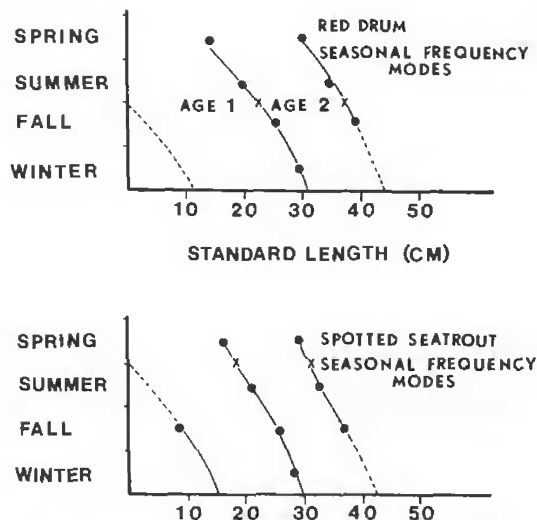 SPRING
SUMMER
FALL
WINTER
RED DRUM
SEASONAL FREQUENCY
MODES
AGE 1
AGE 2
10 20 30 40 50
STANDARD LENGTH (CM)
SPRING
SUMMER
FALL
WINTER
SPOTTED SEATROUT
SEASONAL FREQUENCY
MODES
10 20 30 40 50